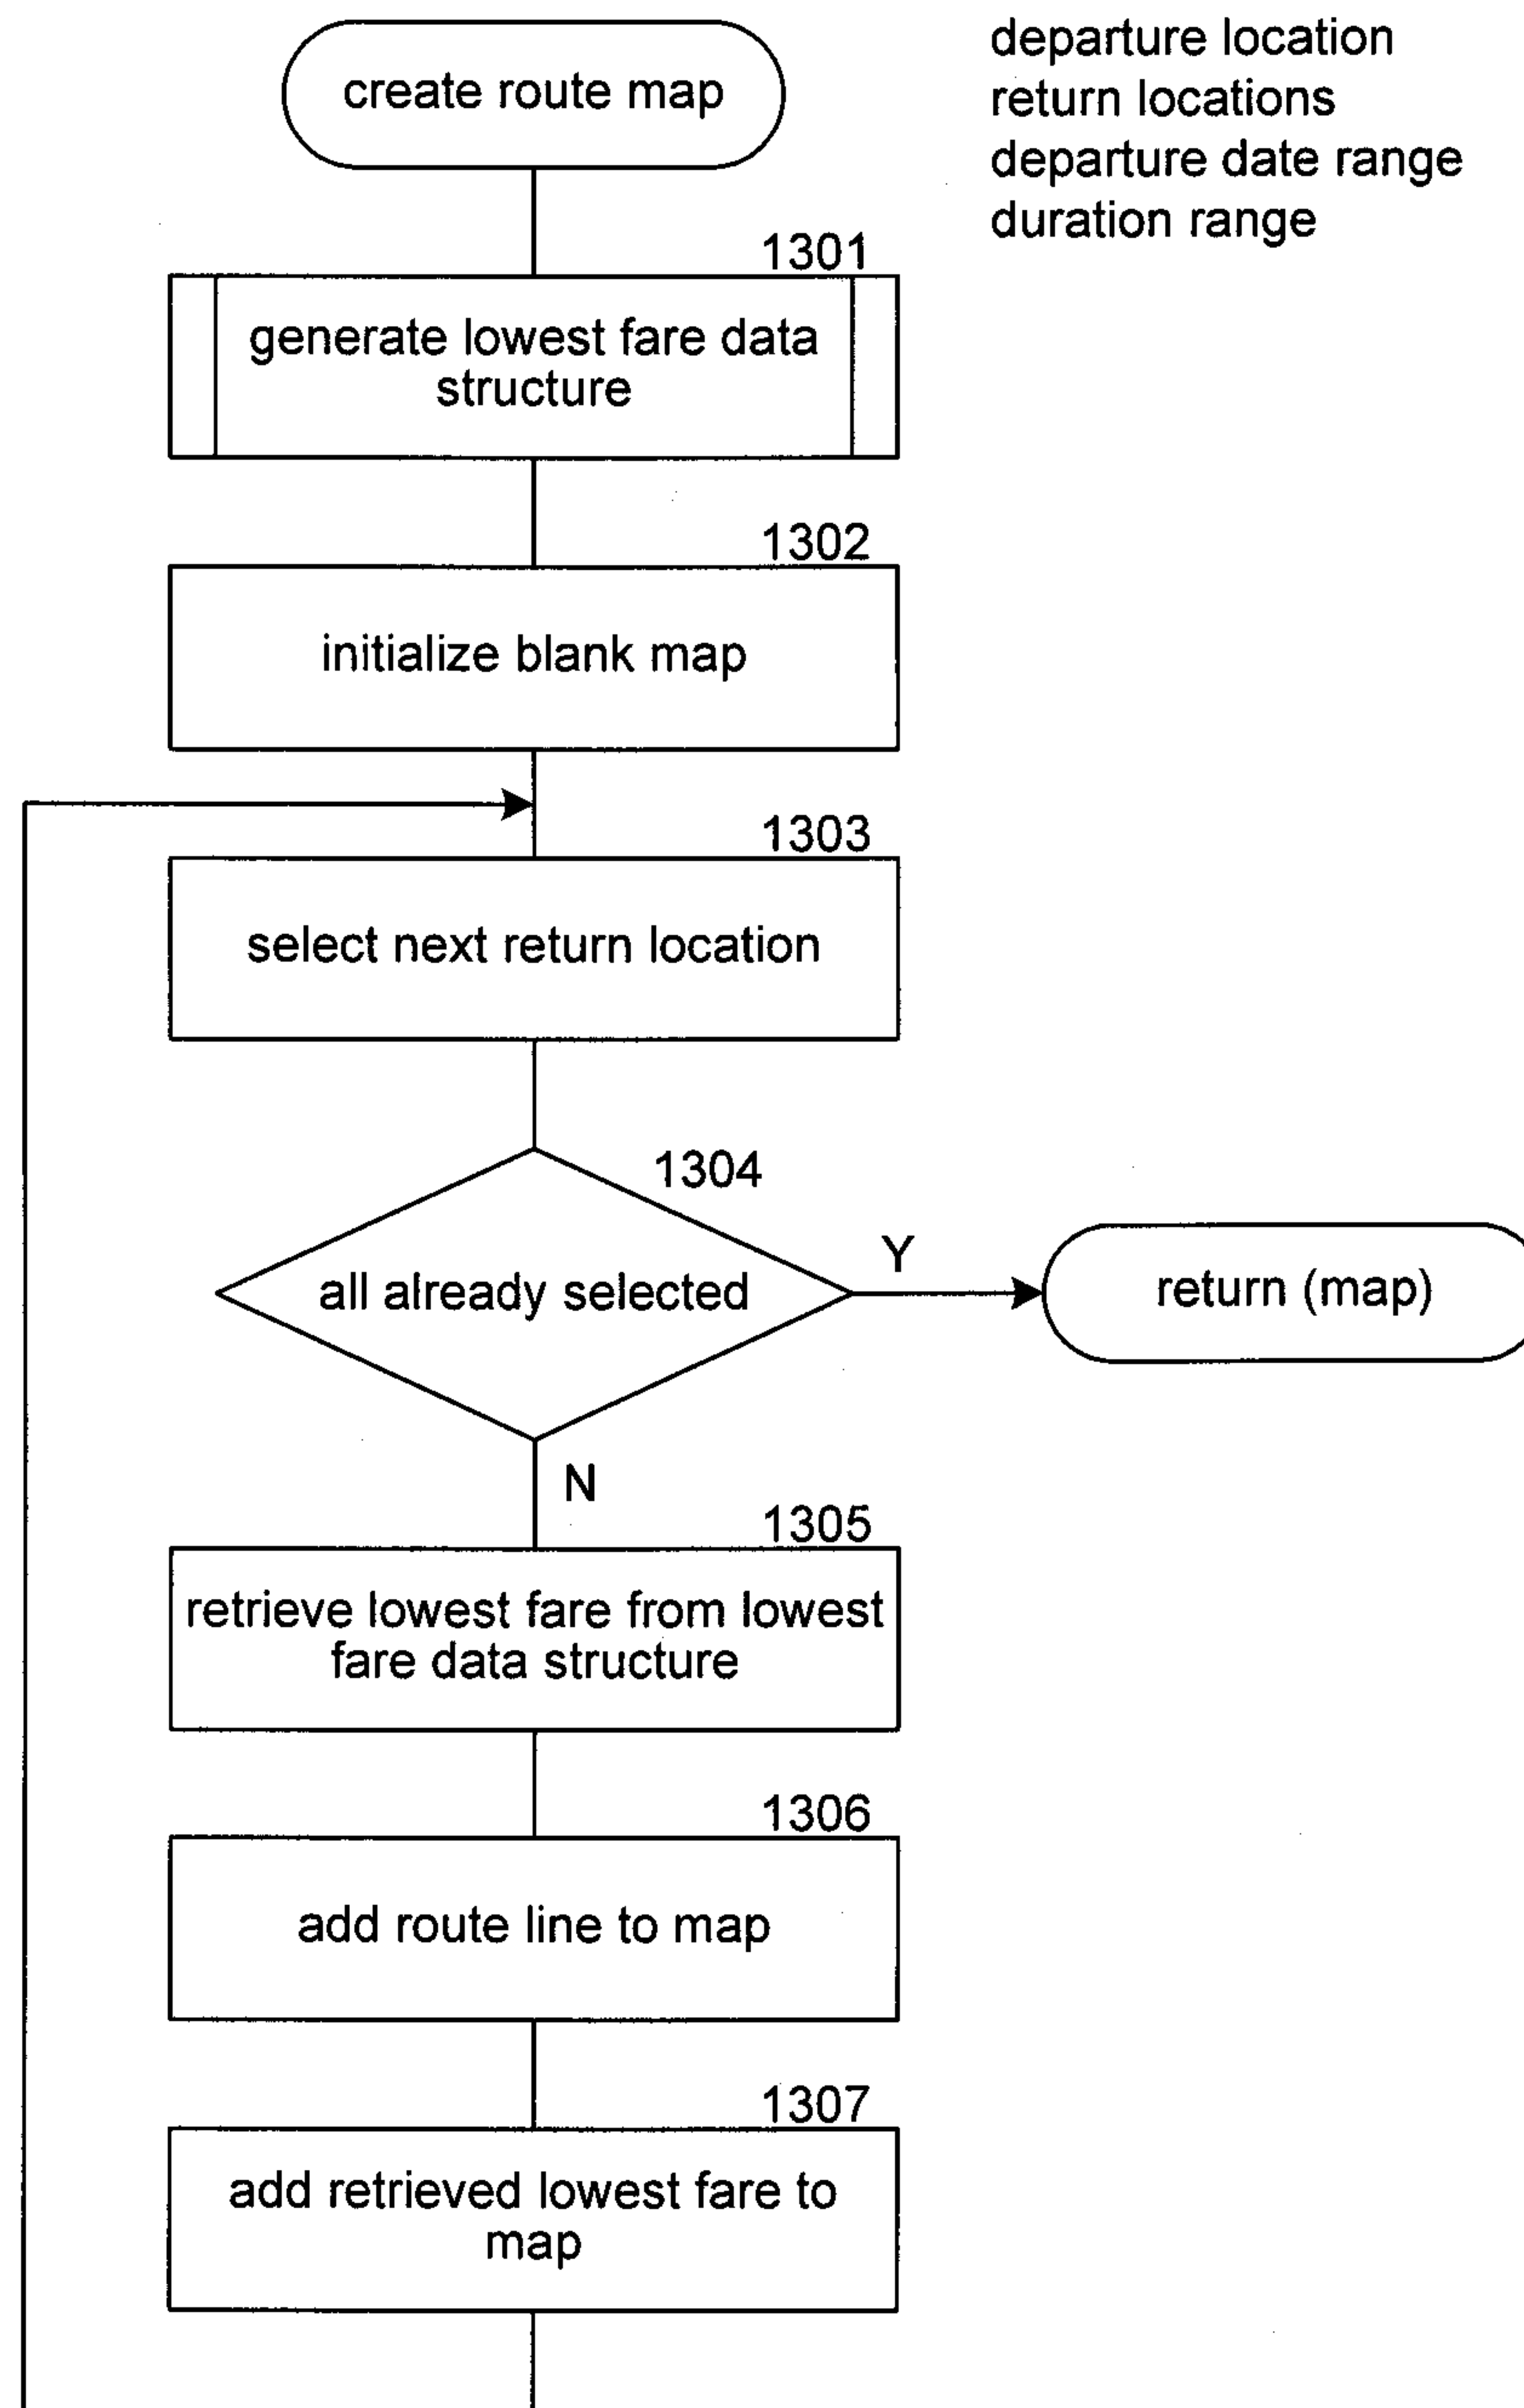 create route map
departure location
return locations
departure date range
duration range
1301
generate lowest fare data
structure
1302
initialize blank map
1303
select next return location
1304
all already selected
Y
return (map)
N
1305
retrieve lowest fare from lowest
fare data structure
1306
add route line to map
1307
add retrieved lowest fare to
map